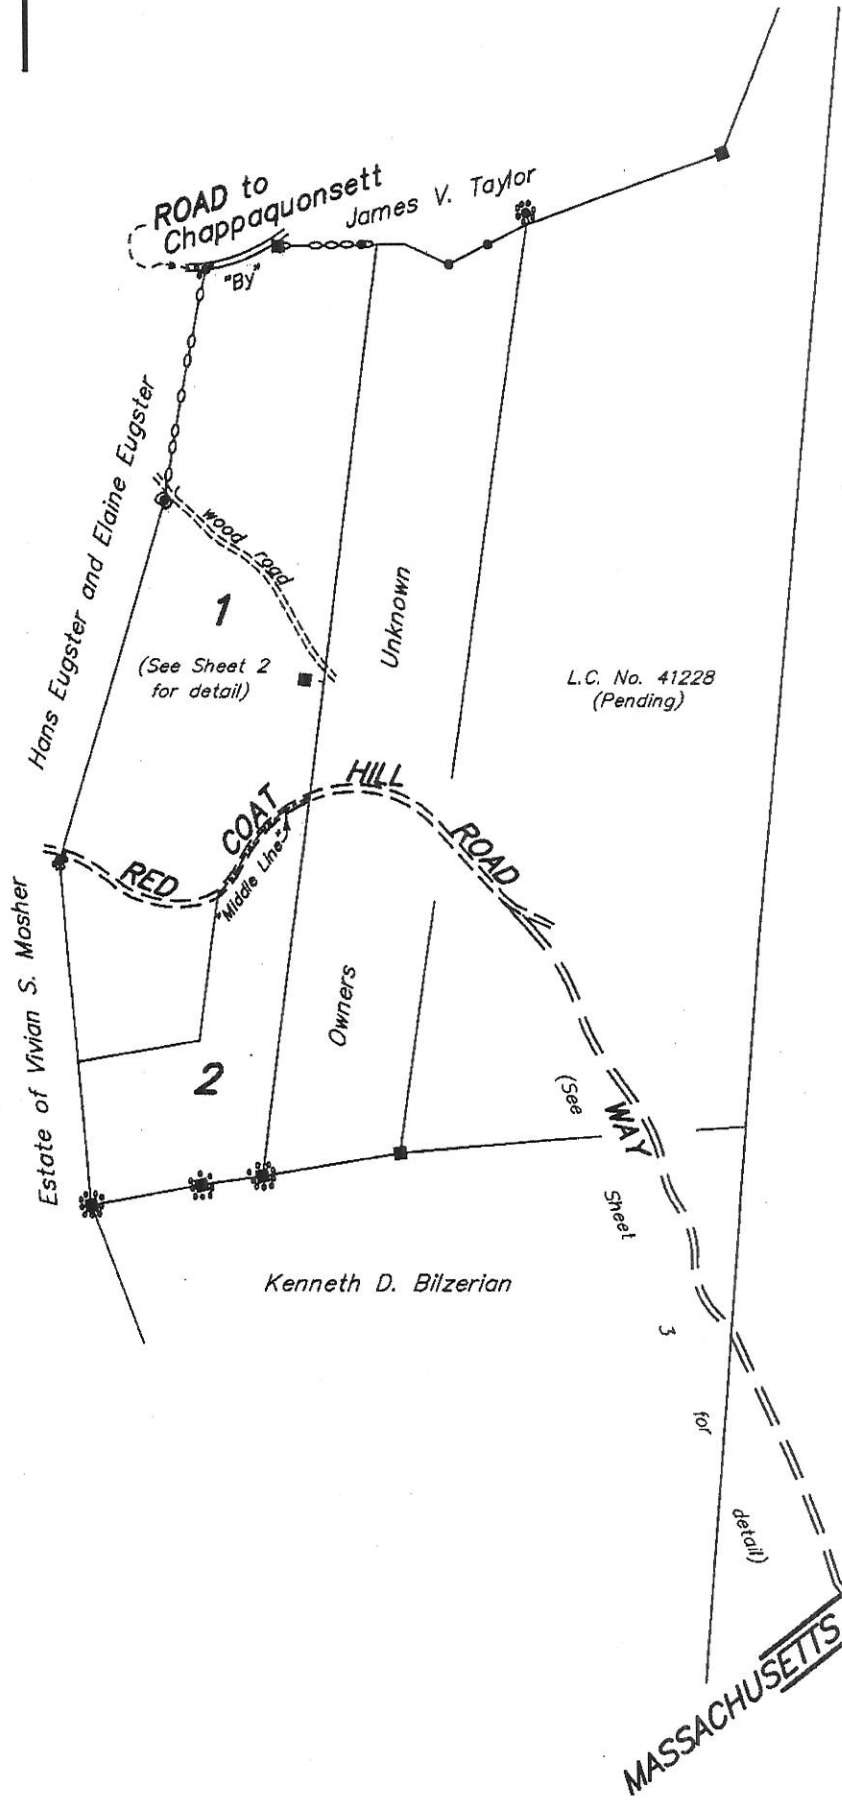 ROAD to
Chappaquonsett
James V. Taylor
"By"
Hans Eugster and Elaine Eugster
wood road
1
(See Sheet 2
for detail)
Unknown
L.C. No. 41228
(Pending)
RED COAT HILL ROAD
"Middle Line"
Estate of Vivian S. Mosher
Owners
2
WAY
(See
Sheet
3
for
detail)
Kenneth D. Bilzerian
MASSACHUSETTS